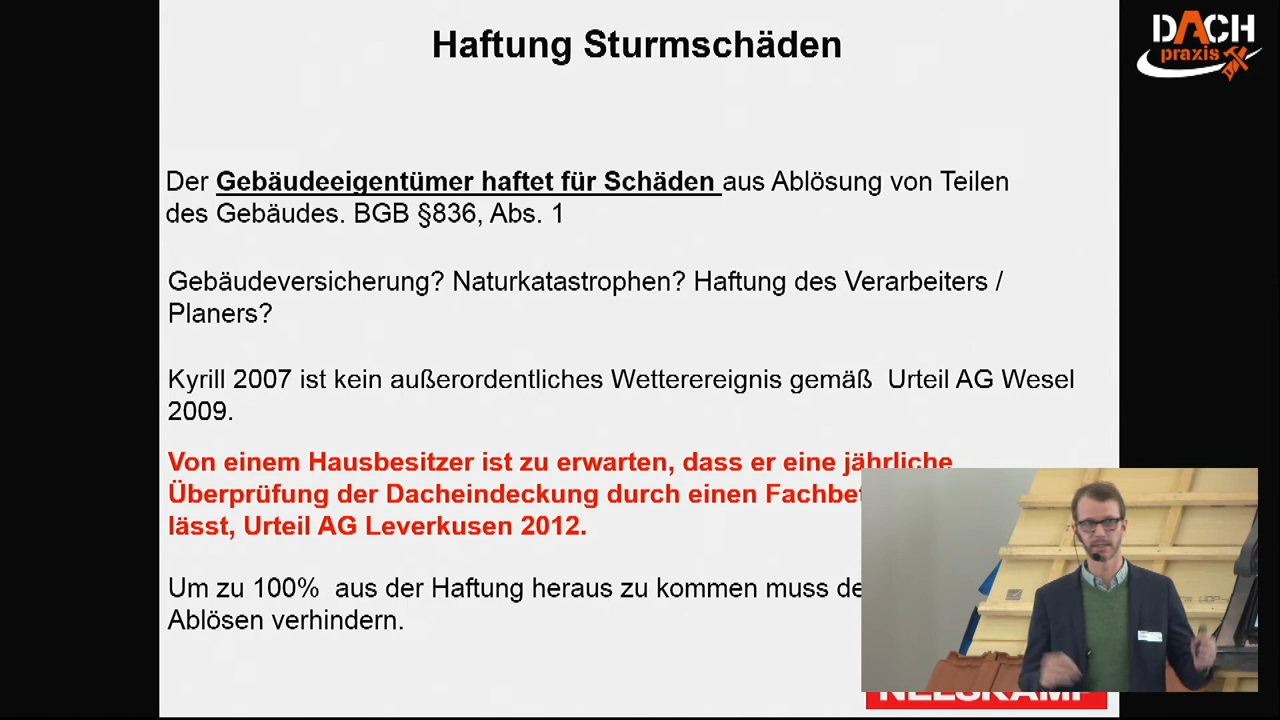 Haftung Sturmschäden
DACH
praxis
Der Gebäudeeigentümer haftet für Schäden aus Ablösung von Teilen
des Gebäudes. BGB §836, Abs. 1
Gebäudeversicherung? Naturkatastrophen? Haftung des Verarbeiters /
Planers?
Kyrill 2007 ist kein außerordentliches Wetterereignis gemäß Urteil AG Wesel
2009.
Von einem Hausbesitzer ist zu erwarten, dass er eine jährliche
Überprüfung der Dacheindeckung durch einen
lässt, Urteil AG Leverkusen 2012.
Um zu 100% aus der Haftung heraus zu kommen muss
Ablösen verhindern.
NELSKAMP